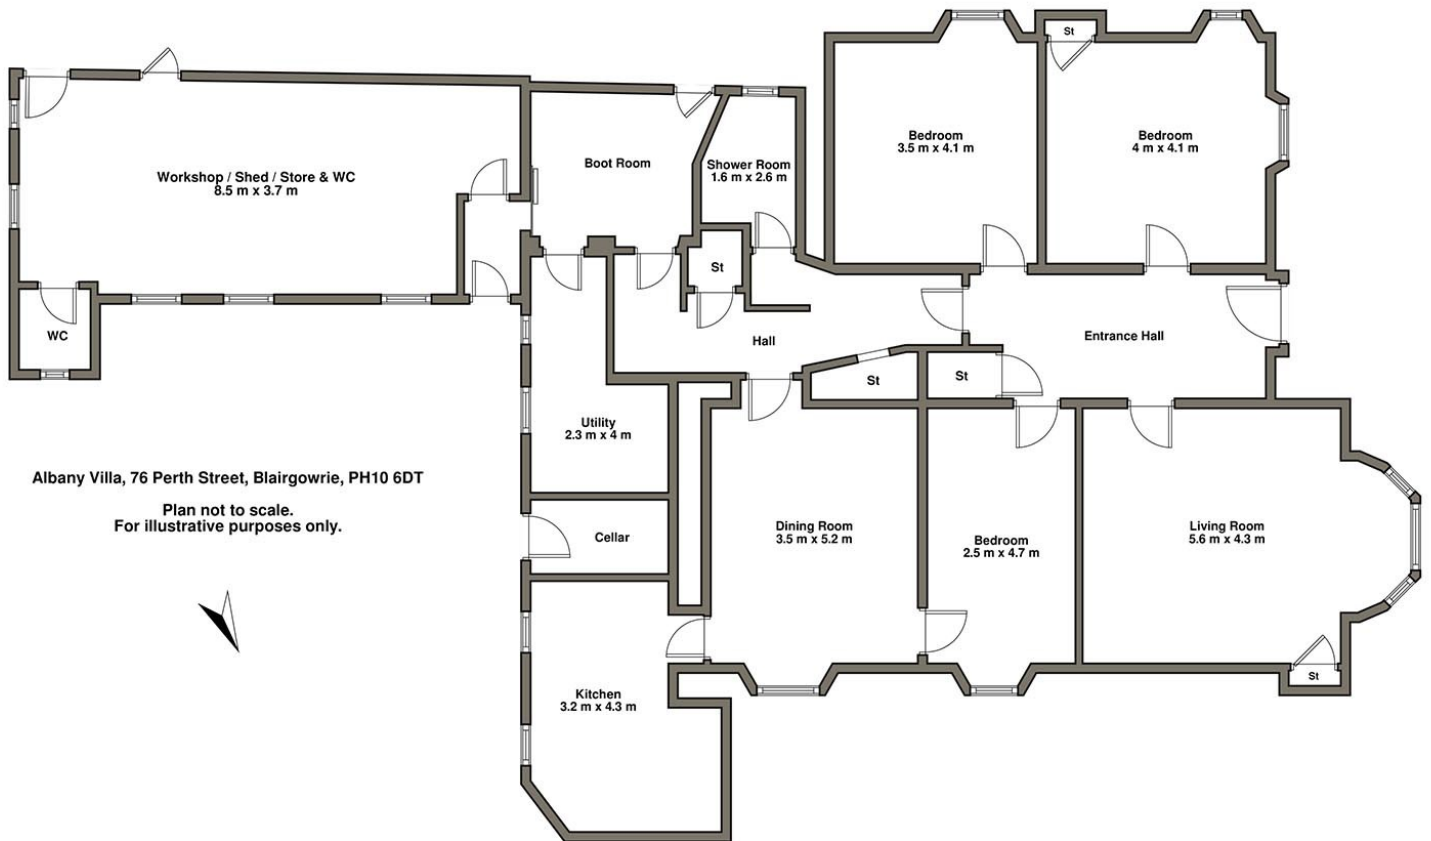 St
Bedroom
3.5 m x 4.1 m
Bedroom
4 m x 4.1 m
Boot Room
Shower Room
1.6 m x 2.6 m
Workshop / Shed / Store & WC
8.5 m x 3.7 m
St
WC
Hall
Entrance Hall
St
St
Utility
2.3 m x 4 m
Albany Villa, 76 Perth Street, Blairgowrie, PH10 6DT
Plan not to scale.
For illustrative purposes only.
Cellar
Dining Room
3.5 m x 5.2 m
Bedroom
2.5 m x 4.7 m
Living Room
5.6 m x 4.3 m
St
Kitchen
3.2 m x 4.3 m